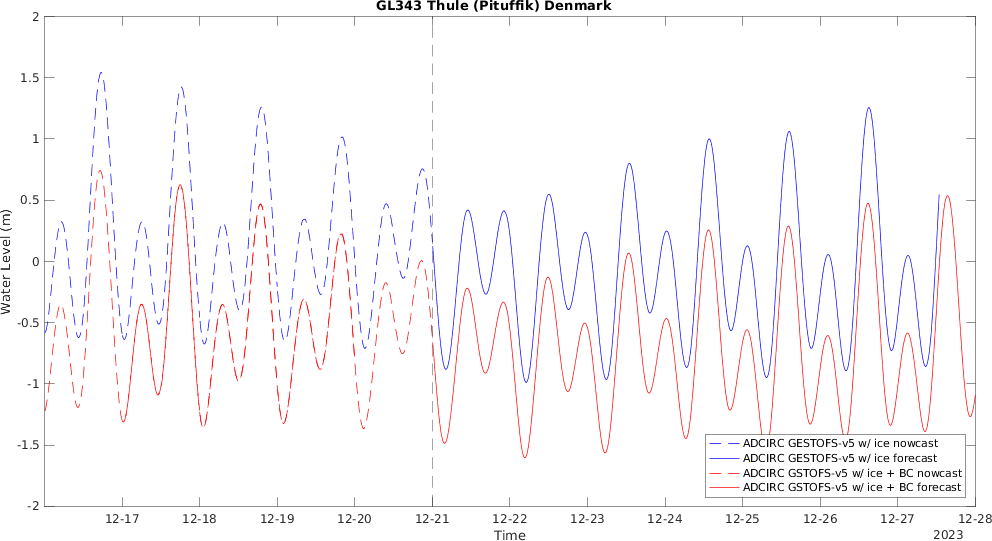 GL343 Thule (Pituffik) Denmark
2
1.5
1
0.5
0
-0.5
-1
-1.5
-2
Water Level (m)
12-17 12-18 12-19 12-20 12-21 12-22 12-23 12-24 12-25 12-26 12-27 12-28
Time
2023
ADCIRC GESTOFS-v5 w/ ice nowcast
ADCIRC GESTOFS-v5 w/ ice forecast
ADCIRC GSTOFS-v5 w/ ice + BC nowcast
ADCIRC GSTOFS-v5 w/ ice + BC forecast